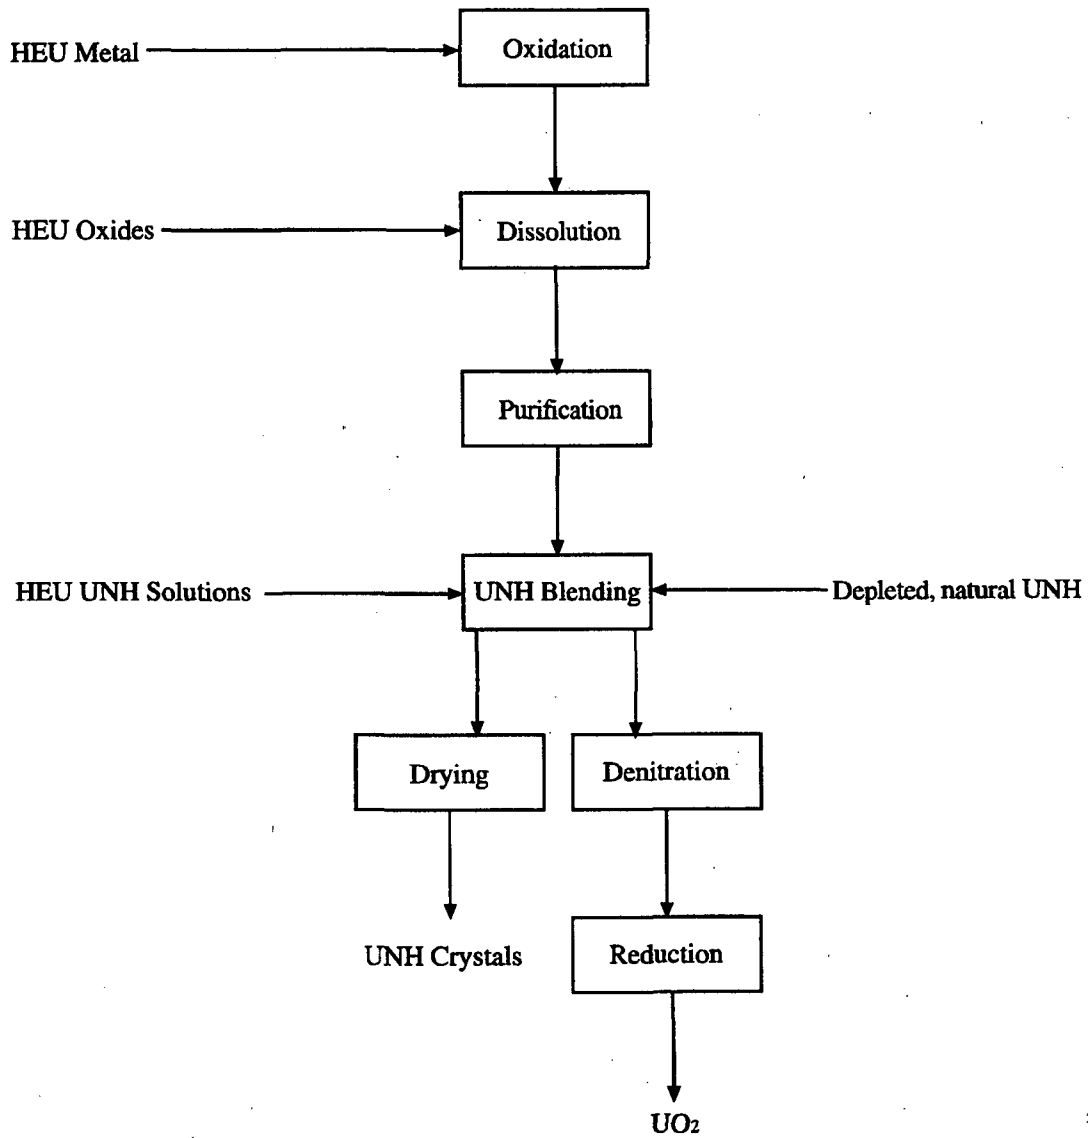 HEU Metal
Oxidation
HEU Oxides
Dissolution
Purification
HEU UNH Solutions
UNH Blending
Depleted, natural UNH
Drying
Denitration
UNH Crystals
Reduction
UO2